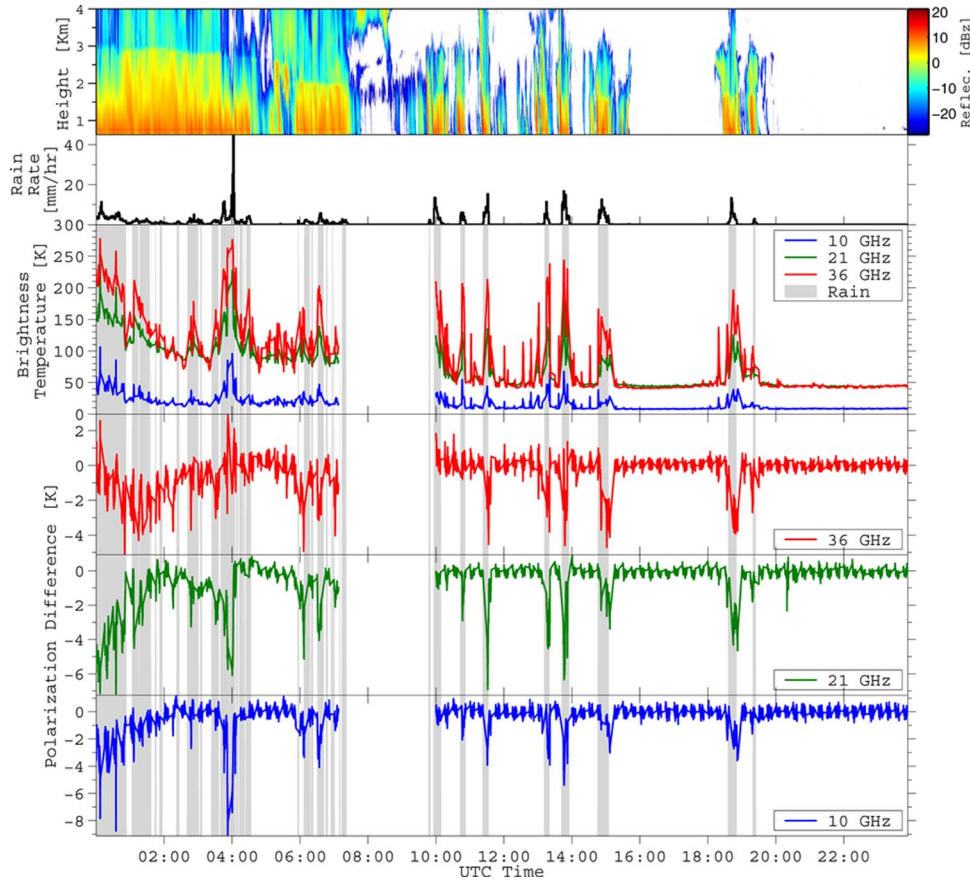 4
3
2
1
Height [Km]
20
10
0
-10
-20
Reflec. [dBz]
40
20
Rain
Rate
[mm/hr]
300
250
200
150
100
50
0
Brightness
Temperature [K]
10 GHz
21 GHz
36 GHz
Rain
2
0
-2
-4
36 GHz
0
-2
-4
-6
21 GHz
Polarization Difference [K]
0
-2
-4
-6
-8
10 GHz
02:00 04:00 06:00 08:00 10:00 12:00 14:00 16:00 18:00 20:00 22:00
UTC Time